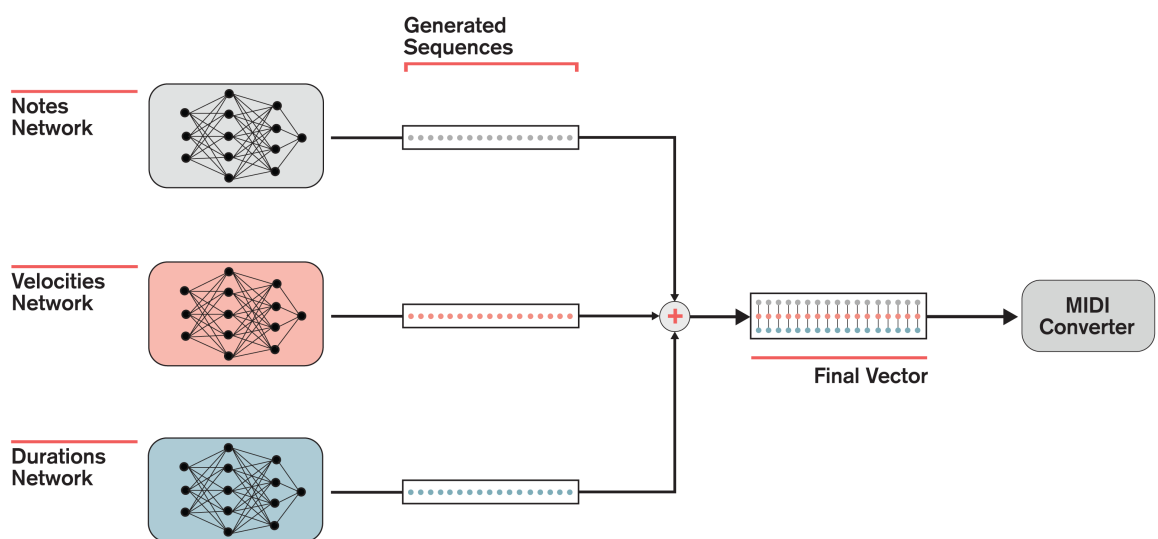 Generated
Sequences
Notes
Network
Velocities
Network
Durations
Network
+
Final Vector
MIDI
Converter